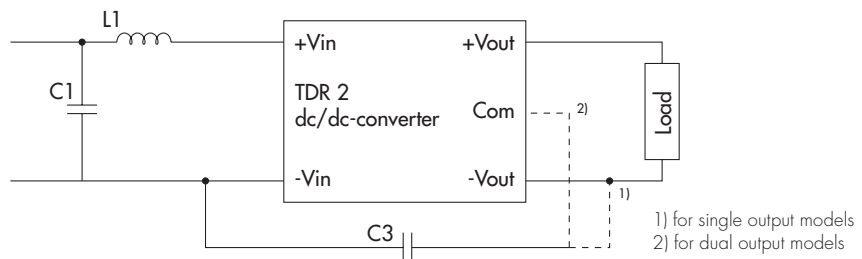 L1
+Vin
+Vout
C1
TDR 2
dc/dc-converter
Com
2)
Load
-Vin
-Vout
1)
C3
1) for single output models
2) for dual output models